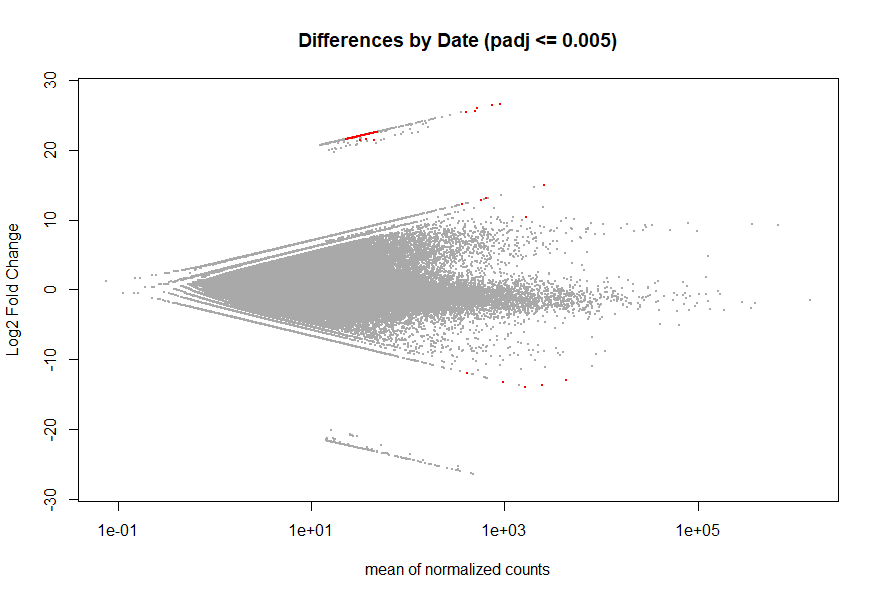 Differences by Date (padj <= 0.005)
Log2 Fold Change
30
20
10
0
-10
-20
-30
1e-01
1e+01
1e+03
1e+05
mean of normalized counts